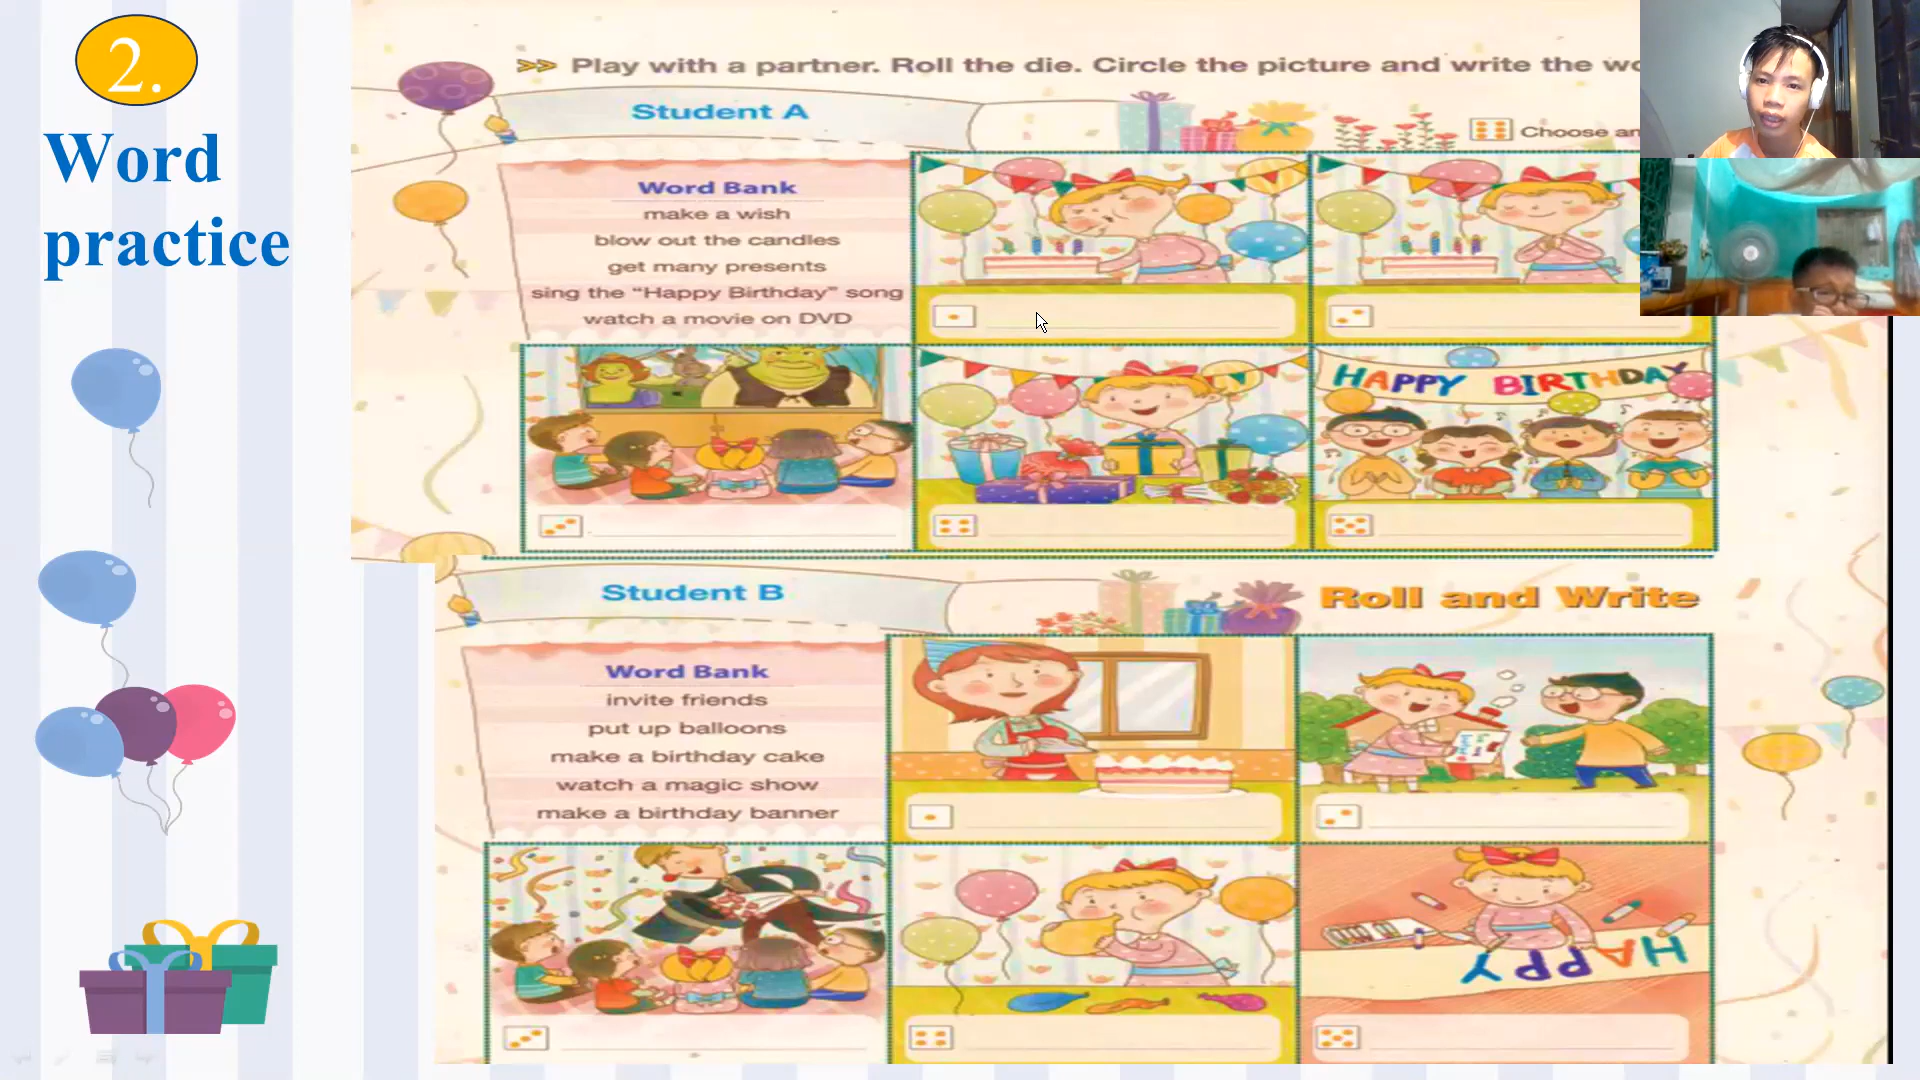 2.
Word
practice
>> Play with a partner. Roll the die. Circle the picture and write the
Student A
Choose
Word Bank
make a wish
blow out the candles
get many presents
sing the “Happy Birthday” song
watch a movie on DVD
HAPPY BIRTHDAY
Student B
Roll and Write
Word Bank
invite friends
put up balloons
make a birthday cake
watch a magic show
make a birthday banner
HAPPY